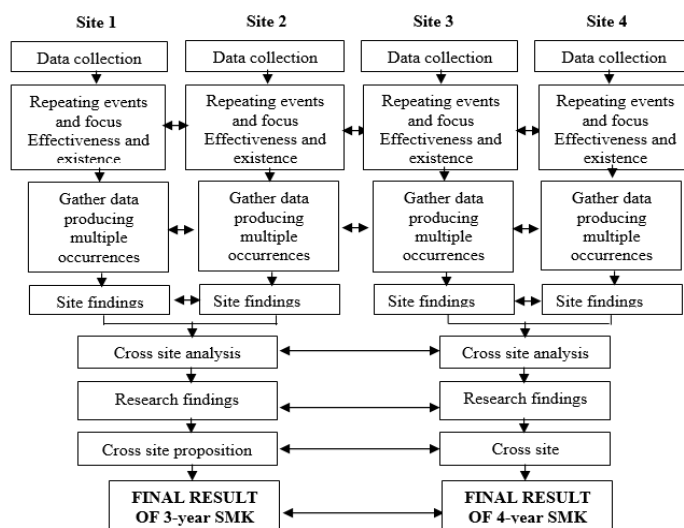 Site 1
Site 2
Site 3
Site 4
Data collection
Data collection
Data collection
Data collection
Repeating events
and focus
Effectiveness and
existence
Repeating events
and focus
Effectiveness and
existence
Repeating events
and focus
Effectiveness and
existence
Repeating events
and focus
Effectiveness and
existence
Gather data
producing
multiple
occurrences
Gather data
producing
multiple
occurrences
Gather data
producing
multiple
occurrences
Gather data
producing
multiple
occurrences
Site findings
Site findings
Site findings
Site findings
Cross site analysis
Cross site analysis
Research findings
Research findings
Cross site proposition
Cross site
FINAL RESULT
OF 3-year SMK
FINAL RESULT
OF 4-year SMK